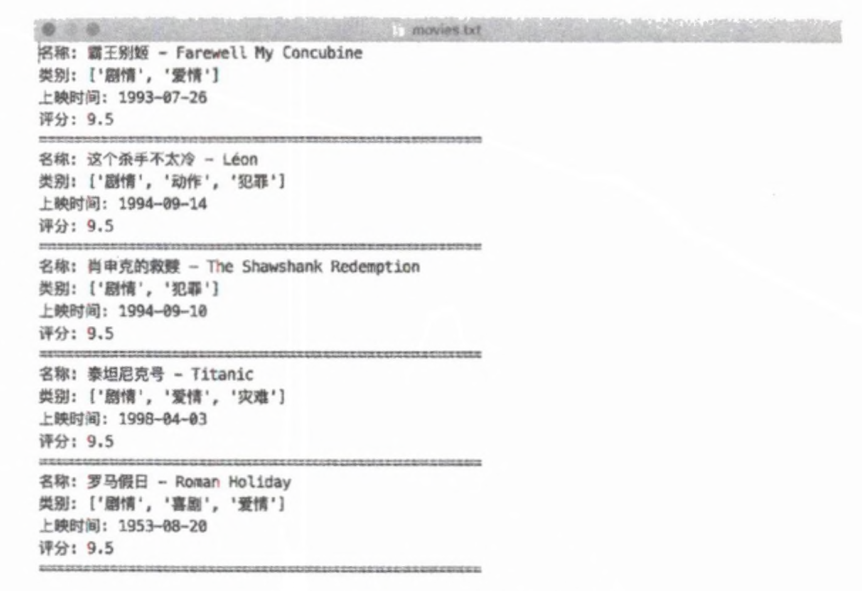 movies.txt
名称: 霸王别姬 - Farewell My Concubine
类别: ['剧情', '爱情']
上映时间: 1993-07-26
评分: 9.5
==================================================
名称: 这个杀手不太冷 - Léon
类别: ['剧情', '动作', '犯罪']
上映时间: 1994-09-14
评分: 9.5
==================================================
名称: 肖申克的救赎 - The Shawshank Redemption
类别: ['剧情', '犯罪']
上映时间: 1994-09-10
评分: 9.5
==================================================
名称: 泰坦尼克号 - Titanic
类别: ['剧情', '爱情', '灾难']
上映时间: 1998-04-03
评分: 9.5
==================================================
名称: 罗马假日 - Roman Holiday
类别: ['剧情', '喜剧', '爱情']
上映时间: 1953-08-20
评分: 9.5
==================================================